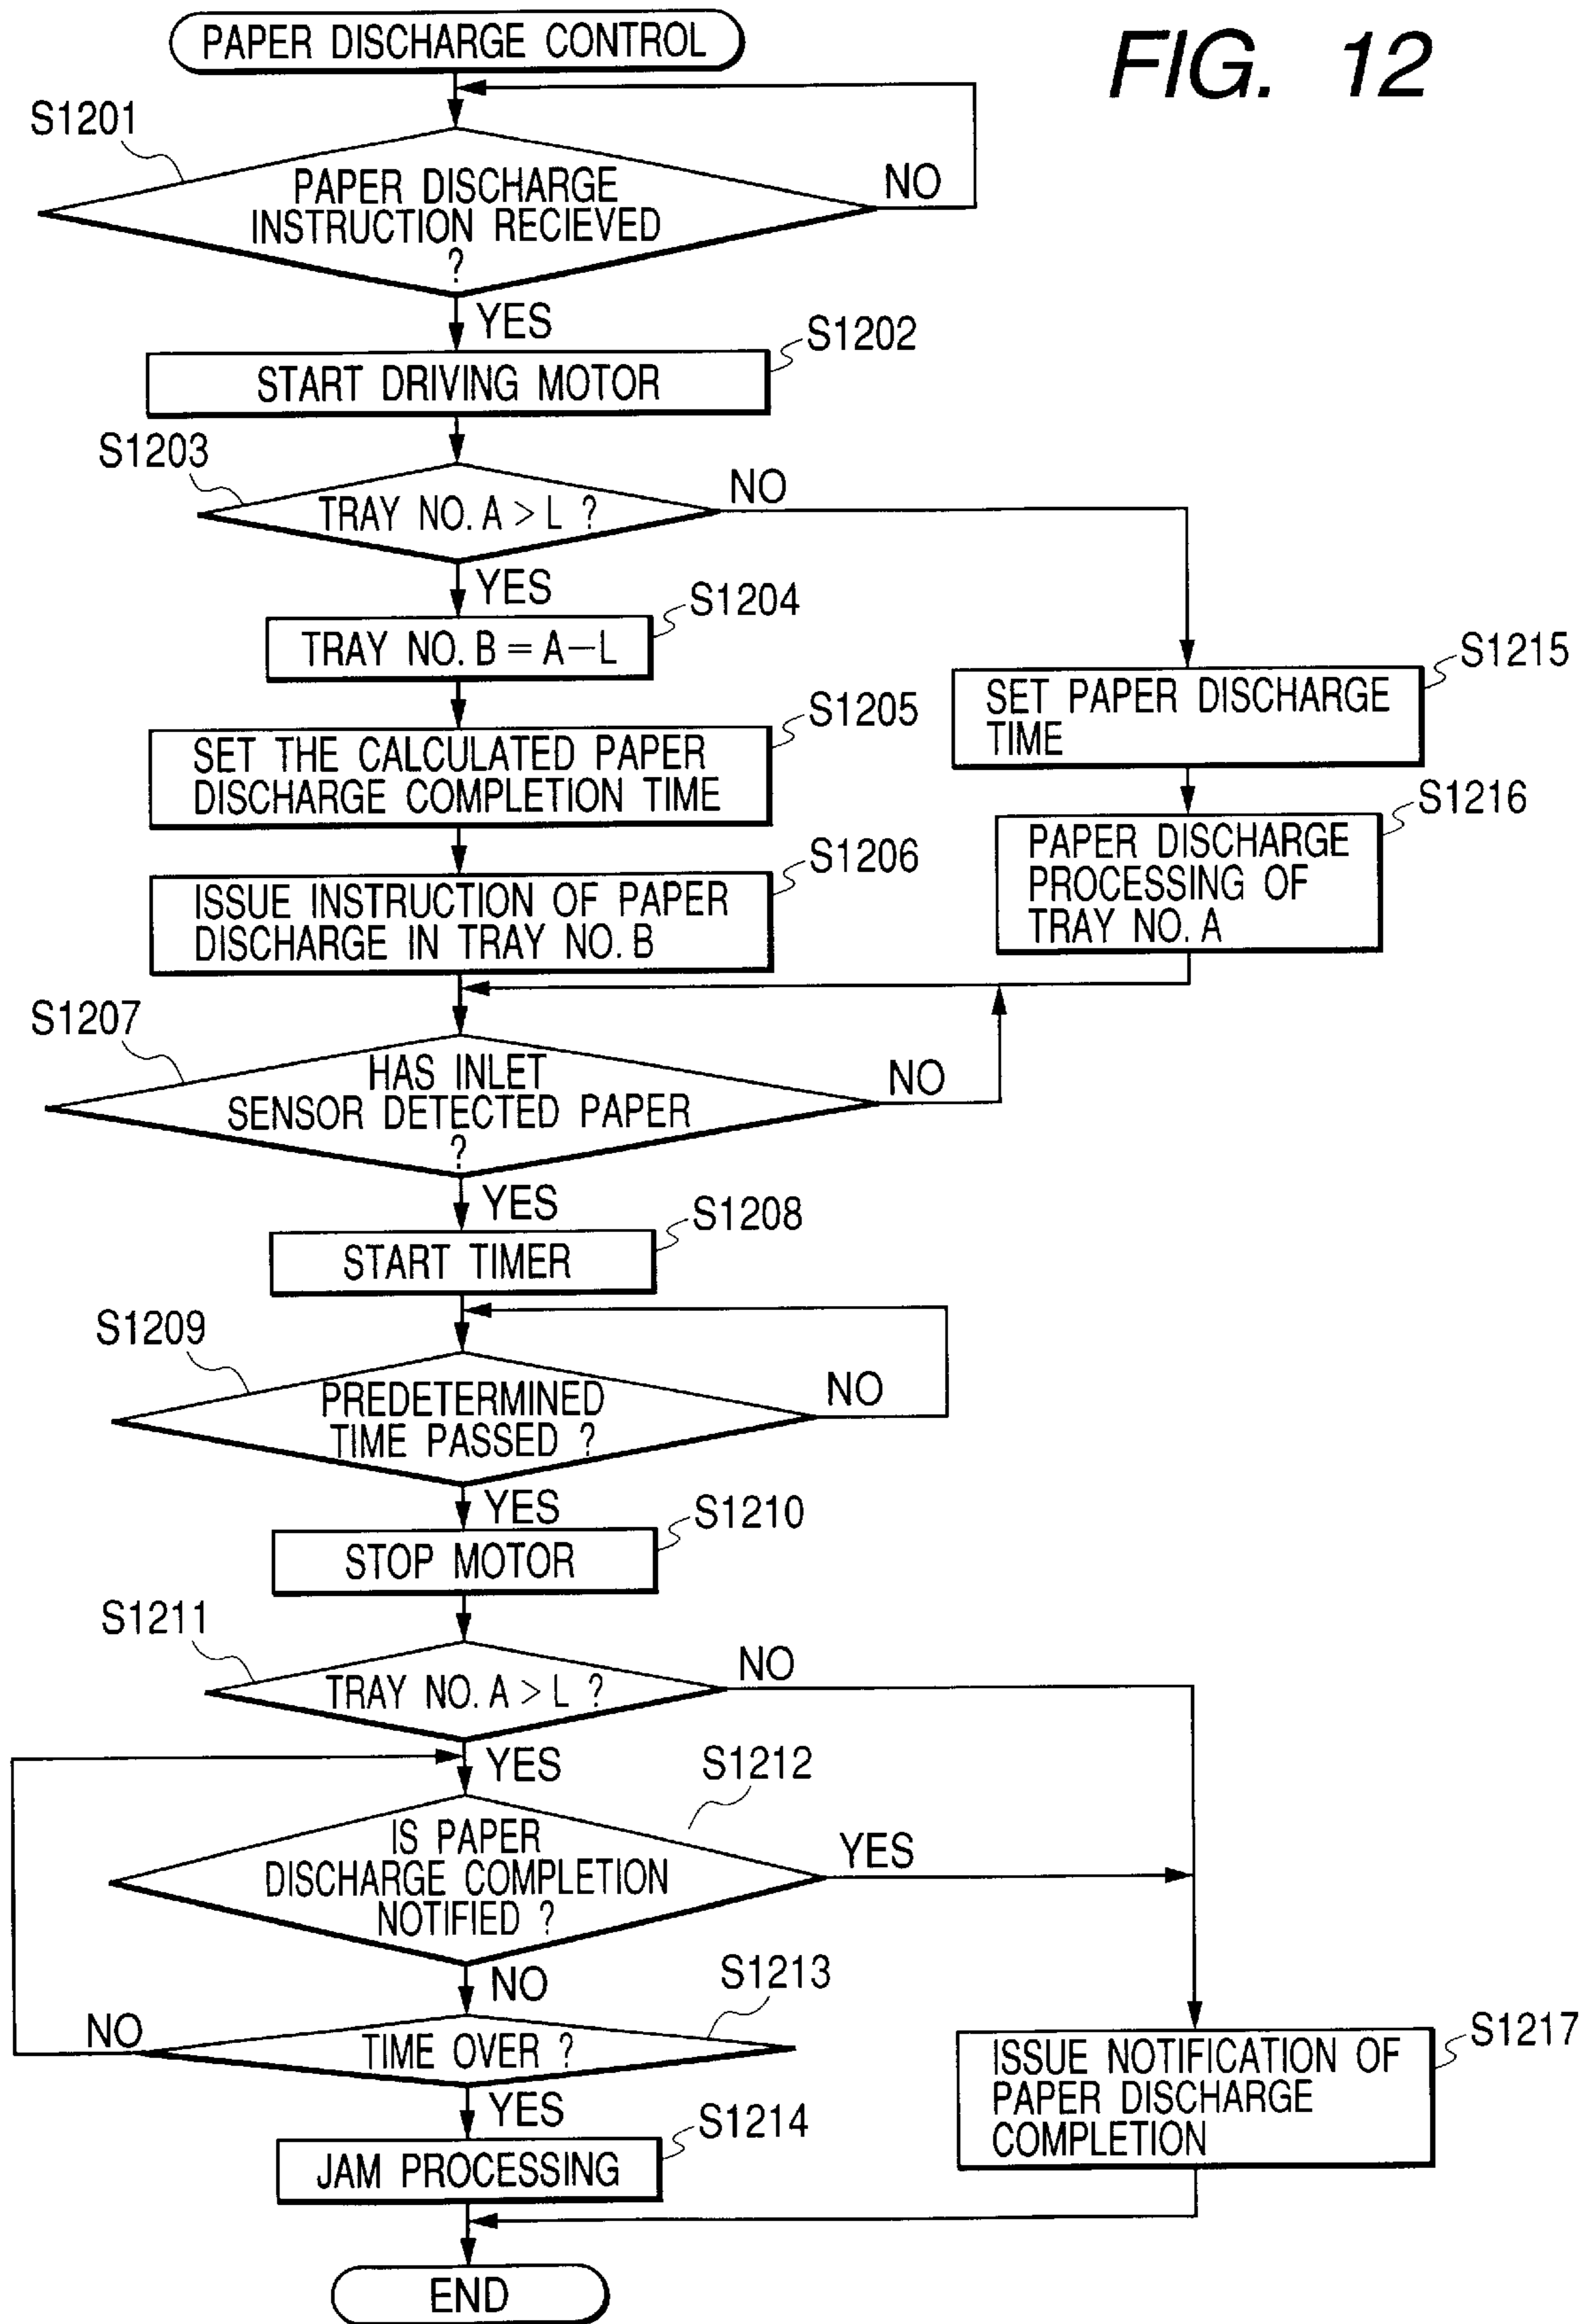 FIG. 12
PAPER DISCHARGE CONTROL
S1201
PAPER DISCHARGE
INSTRUCTION RECIEVED
?
NO
YES
S1202
START DRIVING MOTOR
S1203
TRAY NO. A > L ?
NO
YES
S1204
TRAY NO. B = A-L
S1205
SET THE CALCULATED PAPER
DISCHARGE COMPLETION TIME
S1206
ISSUE INSTRUCTION OF PAPER
DISCHARGE IN TRAY NO. B
S1215
SET PAPER DISCHARGE
TIME
S1216
PAPER DISCHARGE
PROCESSING OF
TRAY NO. A
S1207
HAS INLET
SENSOR DETECTED PAPER
?
NO
YES
S1208
START TIMER
S1209
PREDETERMINED
TIME PASSED ?
NO
YES
S1210
STOP MOTOR
S1211
TRAY NO. A > L ?
NO
YES
S1212
IS PAPER
DISCHARGE COMPLETION
NOTIFIED ?
YES
NO
S1213
TIME OVER ?
NO
YES
S1214
JAM PROCESSING
S1217
ISSUE NOTIFICATION OF
PAPER DISCHARGE
COMPLETION
END